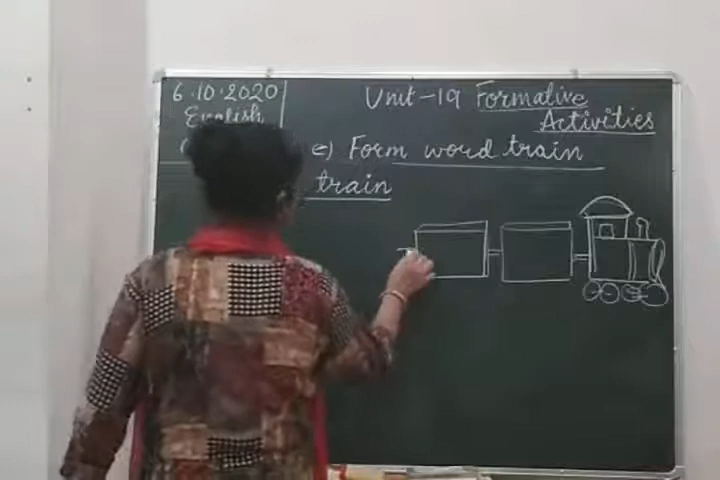 6.10.2020
English
Unit-19 Formative
Activities
e) Form word train
train